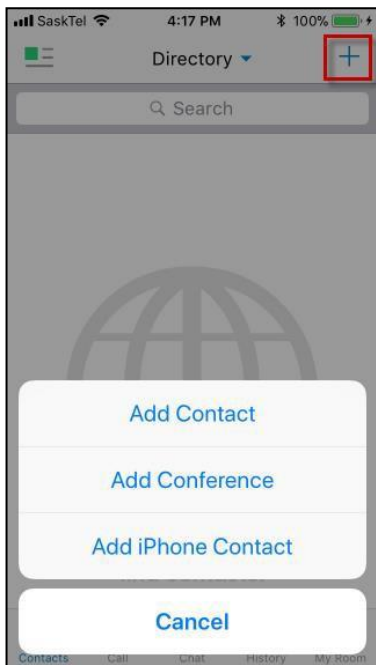 SaskTel 4:17 PM 100%
Directory
Search
Add Contact
Add Conference
Add iPhone Contact
Cancel
Contacts Call Chat History My Room